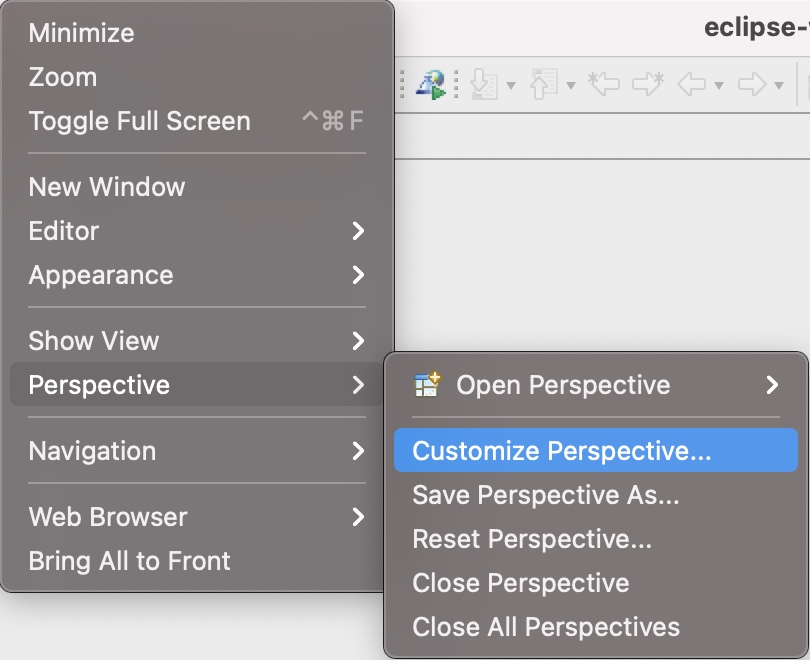 Minimize
Zoom
Toggle Full Screen ^⌘F
New Window
Editor
Appearance
Show View
Perspective
Navigation
Web Browser
Bring All to Front
eclipse-
Open Perspective
Customize Perspective...
Save Perspective As...
Reset Perspective...
Close Perspective
Close All Perspectives